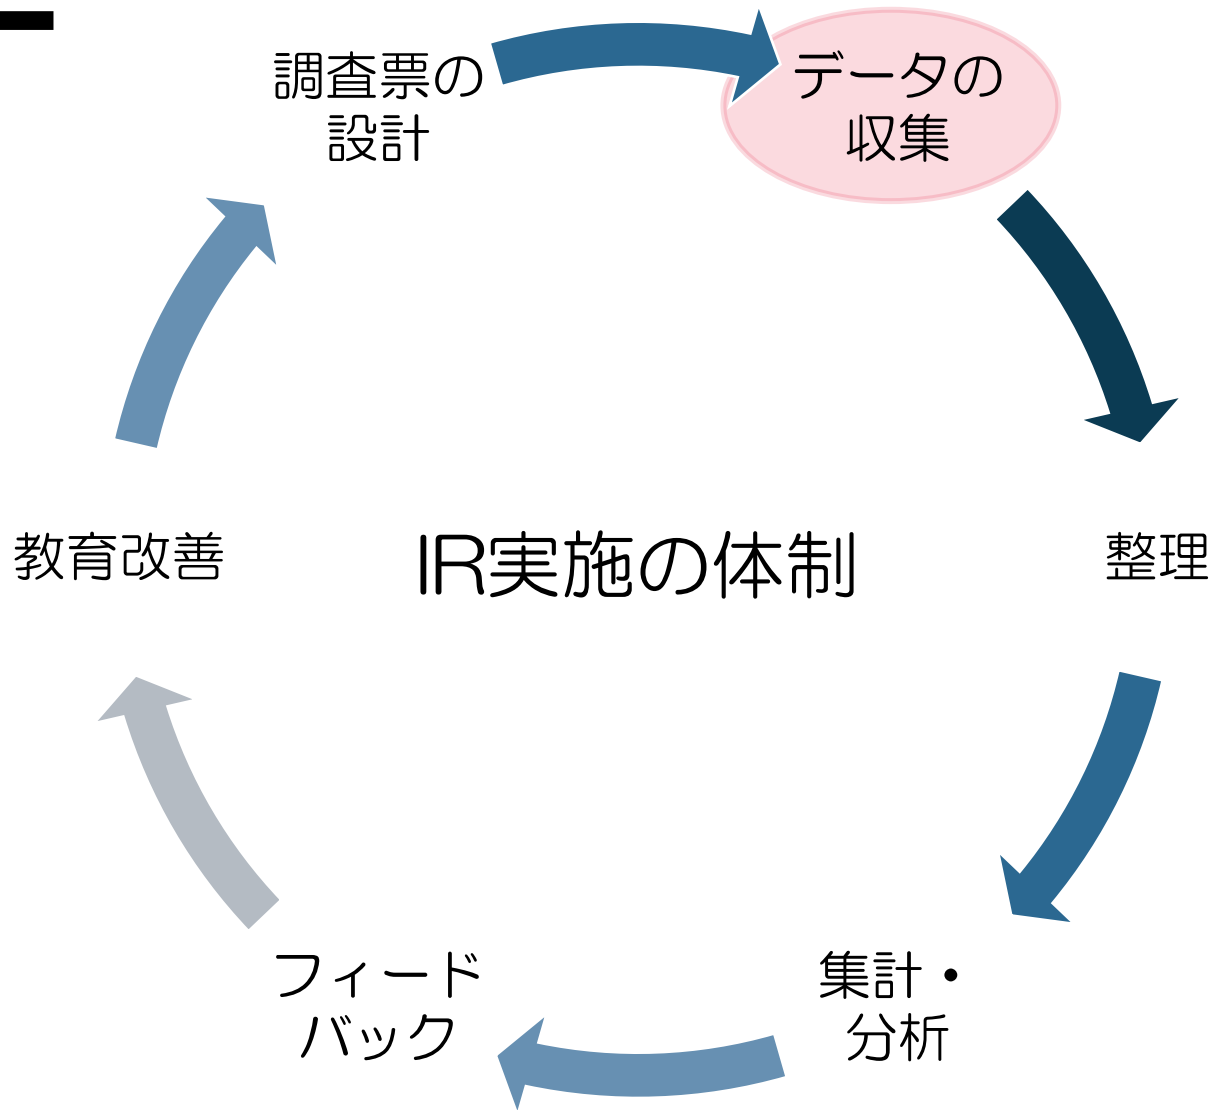 調査票の
設計
データの
収集
教育改善
IR実施の体制
整理
フィード
バック
集計・
分析